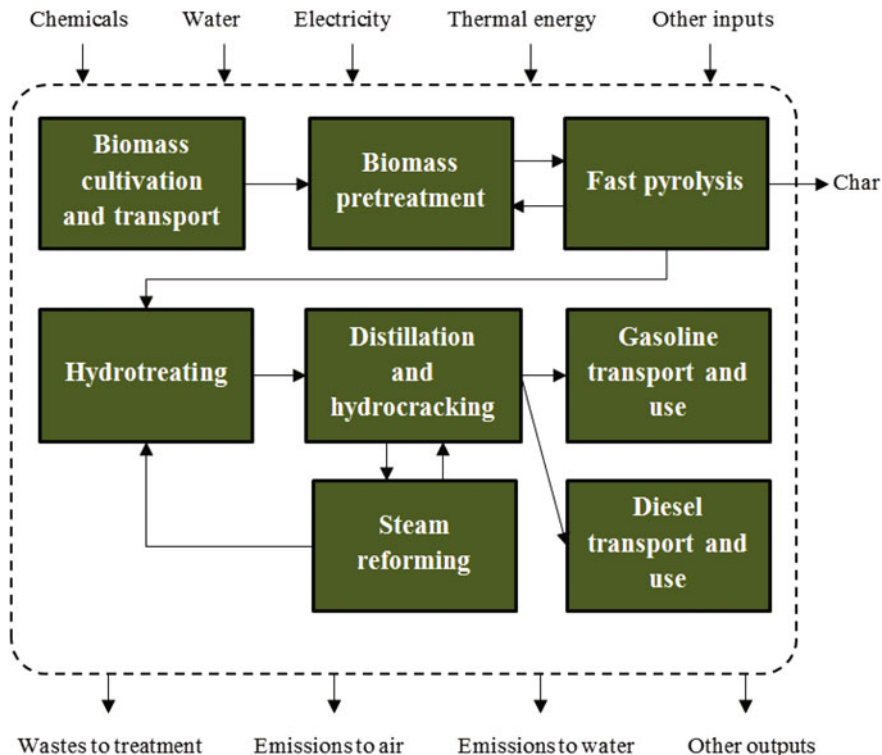 Chemicals Water Electricity Thermal energy Other inputs
Biomass
cultivation
and transport
Biomass
pretreatment
Fast pyrolysis
Char
Hydrotreating
Distillation
and
hydrocracking
Gasoline
transport and
use
Steam
reforming
Diesel
transport and
use
Wastes to treatment Emissions to air Emissions to water Other outputs